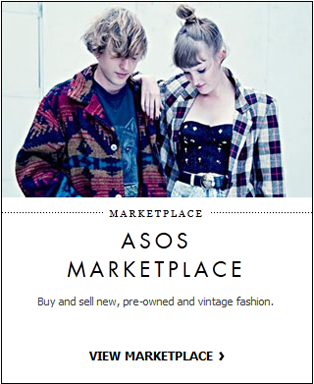 MARKETPLACE
ASOS
MARKETPLACE
Buy and sell new, pre-owned and vintage fashion.
VIEW MARKETPLACE ›